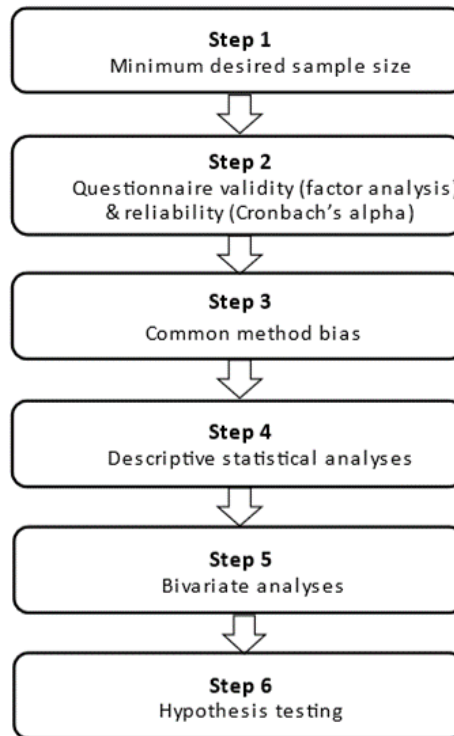 Step 1
Minimum desired sample size
Step 2
Questionnaire validity (factor analysis)
& reliability (Cronbach's alpha)
Step 3
Common method bias
Step 4
Descriptive statistical analyses
Step 5
Bivariate analyses
Step 6
Hypothesis testing